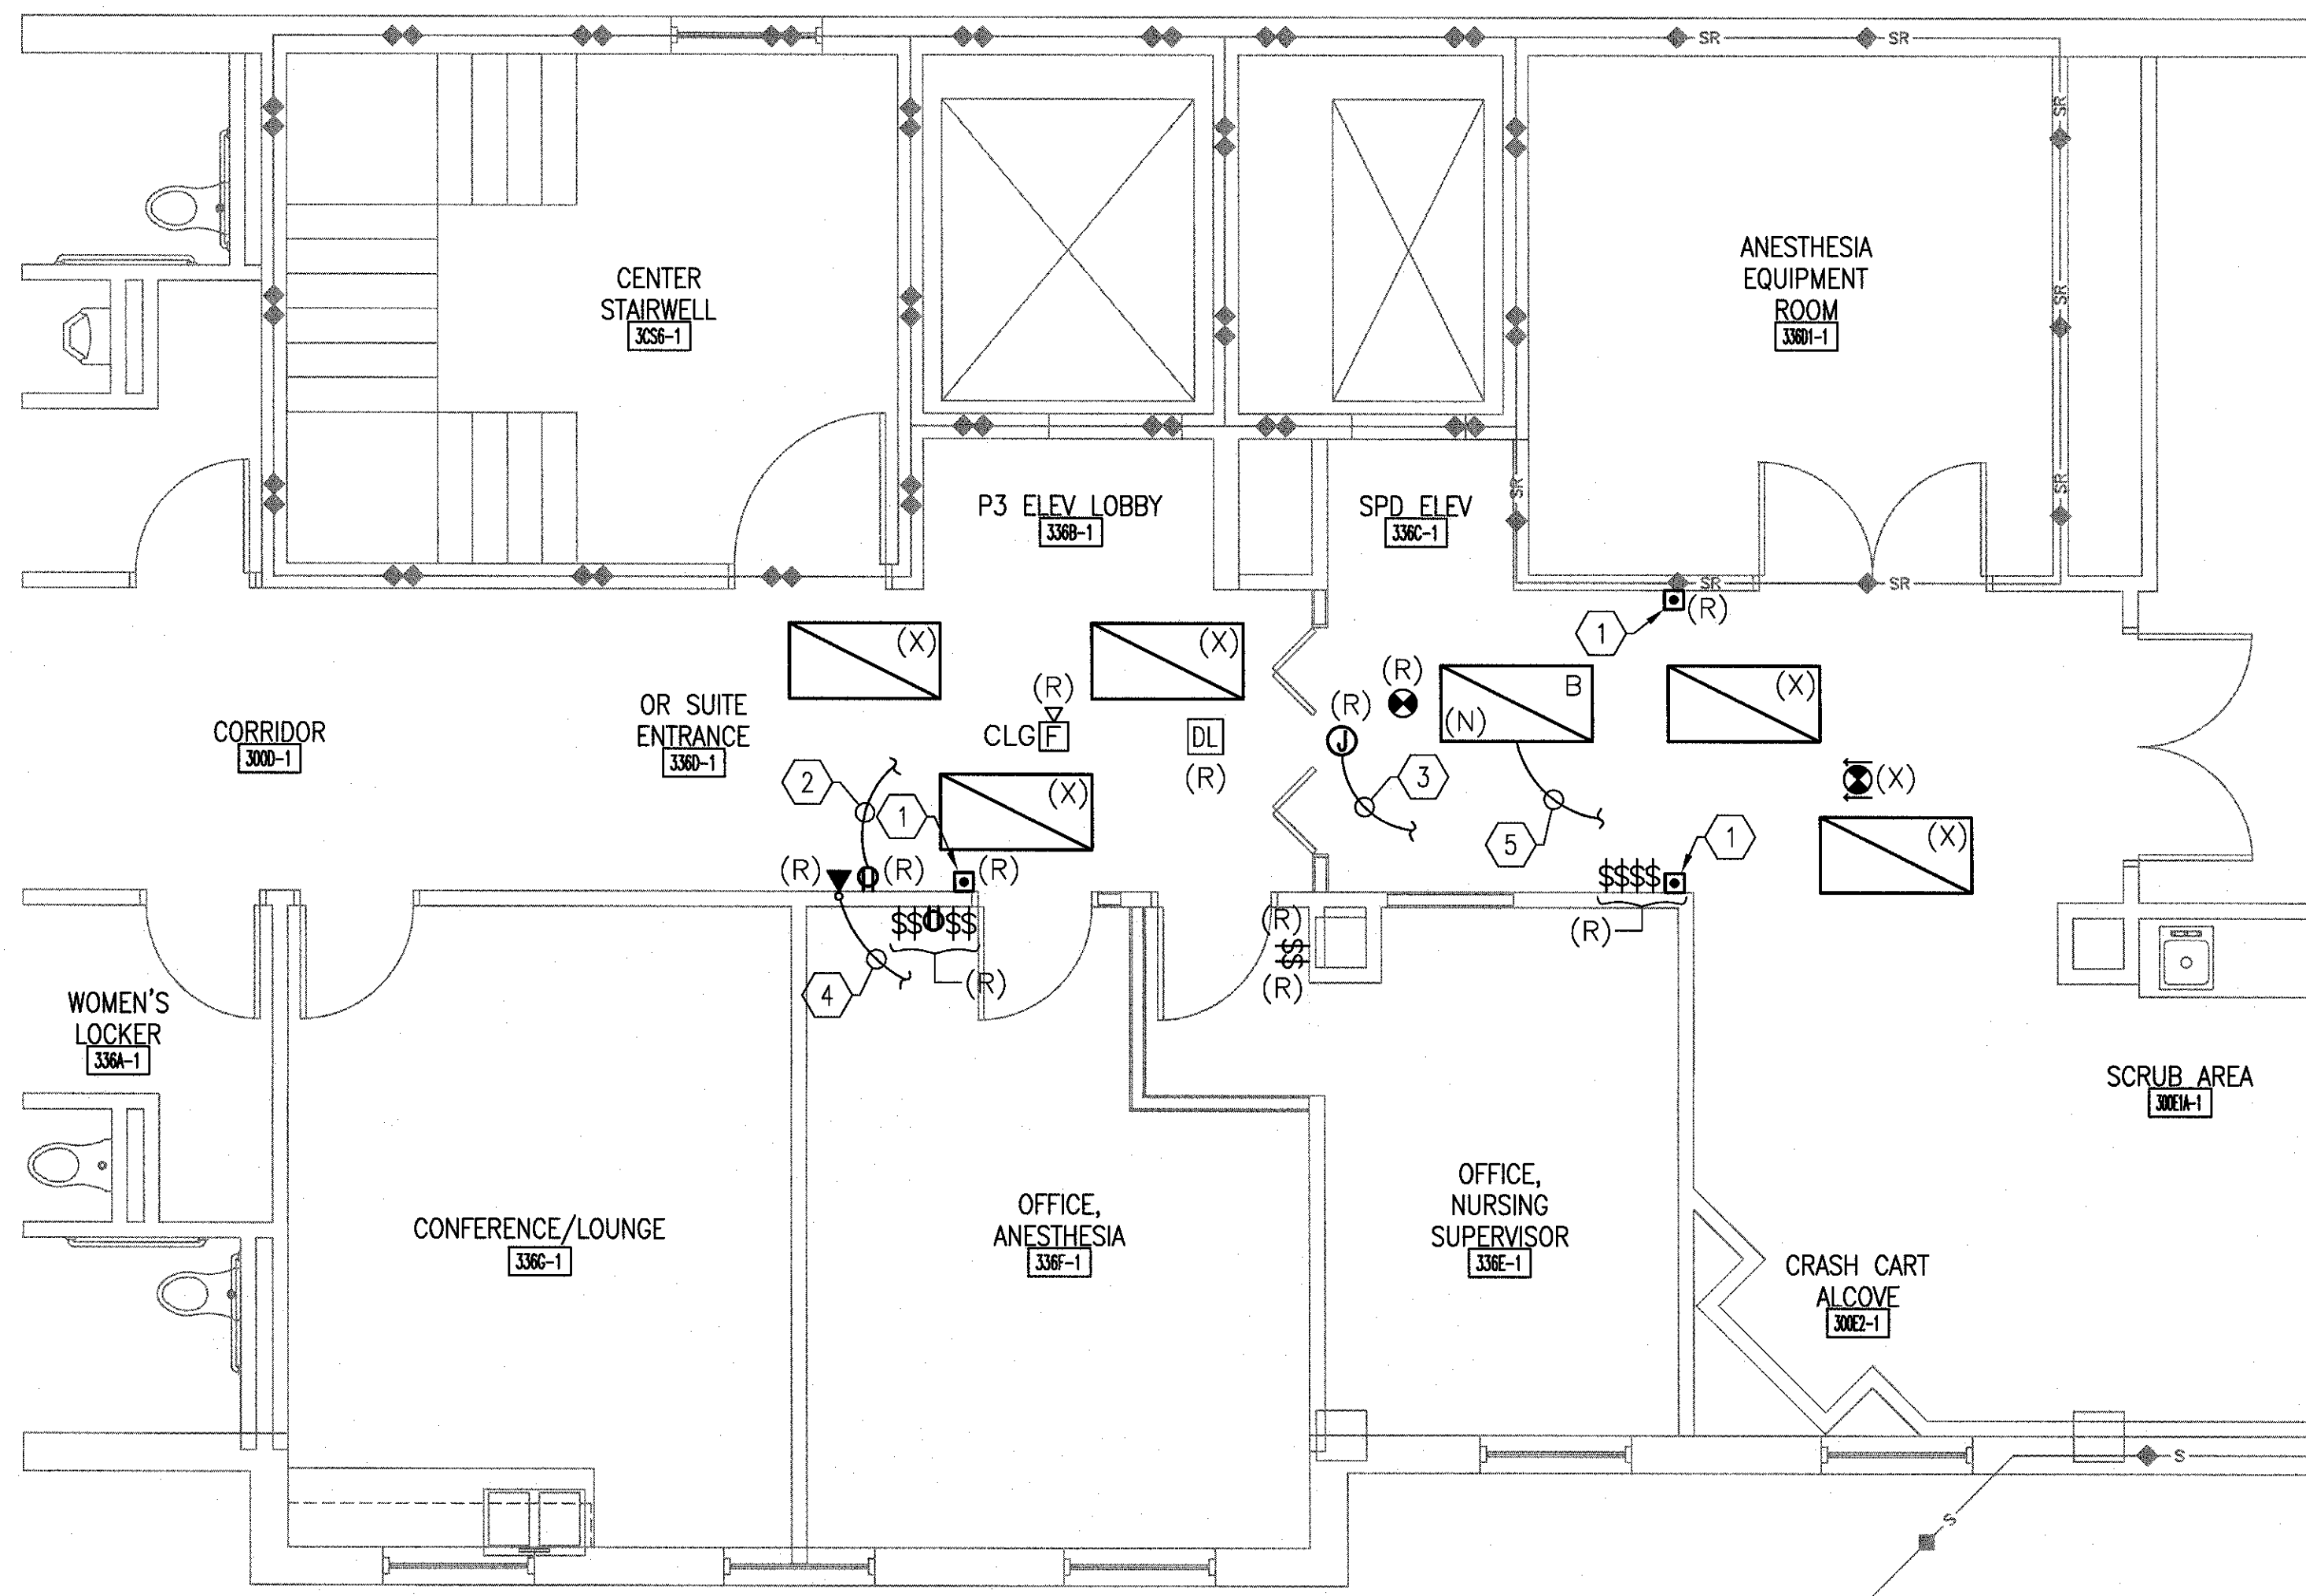 SR
SR
SR
CENTER
STAIRWELL
3CS6-1
ANESTHESIA
EQUIPMENT
ROOM
336D1-1
SR
SR
SR
P3 ELEV LOBBY
336B-1
SPD ELEV
336C-1
SR
SR
1
(R)
(X)
(X)
(R)
CLG F
DL
(R)
(R)
(R)
J
B
(N)
(X)
CORRIDOR
300D-1
OR SUITE
ENTRANCE
336D-1
2
1
(X)
3
5
(X)
1
(X)
(R)
(R)
(R)
$$ $$
(R)
4
(R)
$$
(R)
$$$$
(R)
WOMEN'S
LOCKER
336A-1
SCRUB AREA
300E1A-1
CONFERENCE/LOUNGE
336G-1
OFFICE,
ANESTHESIA
336F-1
OFFICE,
NURSING
SUPERVISOR
336E-1
CRASH CART
ALCOVE
300E2-1
S
S